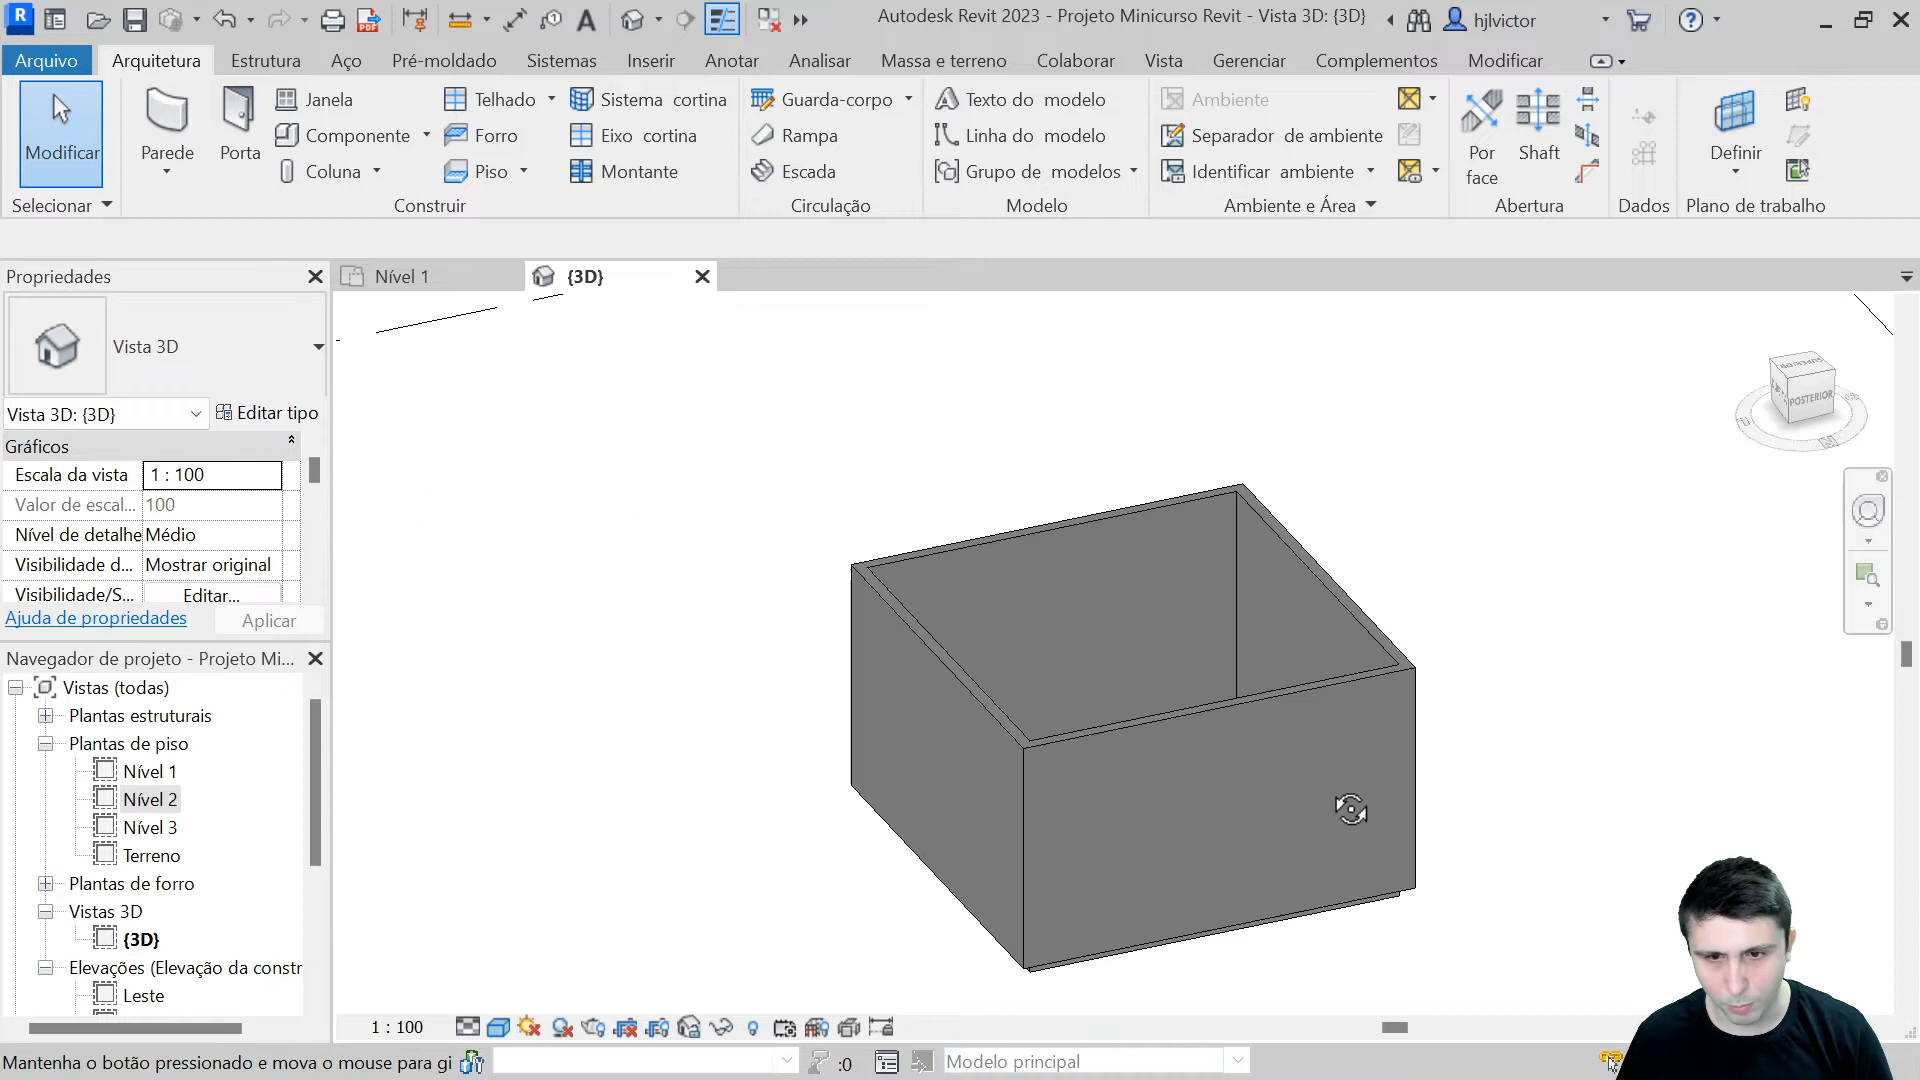 Autodesk Revit 2023 - Projeto Minicurso Revit - Vista 3D: {3D}
hjlvictor
Arquivo Arquitetura Estrutura Aço Pré-moldado Sistemas Inserir Anotar Analisar Massa e terreno Colaborar Vista Gerenciar Complementos Modificar
Janela Telhado Sistema cortina Guarda-corpo Texto do modelo Ambiente
Componente Forro Eixo cortina Rampa Linha do modelo Separador de ambiente
Modificar Parede Porta Por face Shaft Definir
Coluna Piso Montante Escada Grupo de modelos Identificar ambiente
Selecionar Construir Circulação Modelo Ambiente e Área Abertura Dados Plano de trabalho
Propriedades
Nível 1 {3D}
Vista 3D
Vista 3D: {3D} Editar tipo
Gráficos
Escala da vista 1 : 100
Valor de escal... 100
Nível de detalhe Médio
Visibilidade d... Mostrar original
Visibilidade/S... Editar...
Ajuda de propriedades Aplicar
SUPERIOR
POSTERIOR
Navegador de projeto - Projeto Mi...
Vistas (todas)
Plantas estruturais
Plantas de piso
Nível 1
Nível 2
Nível 3
Terreno
Plantas de forro
Vistas 3D
{3D}
Elevações (Elevação da constr
Leste
1 : 100
Mantenha o botão pressionado e mova o mouse para gi :0 Modelo principal